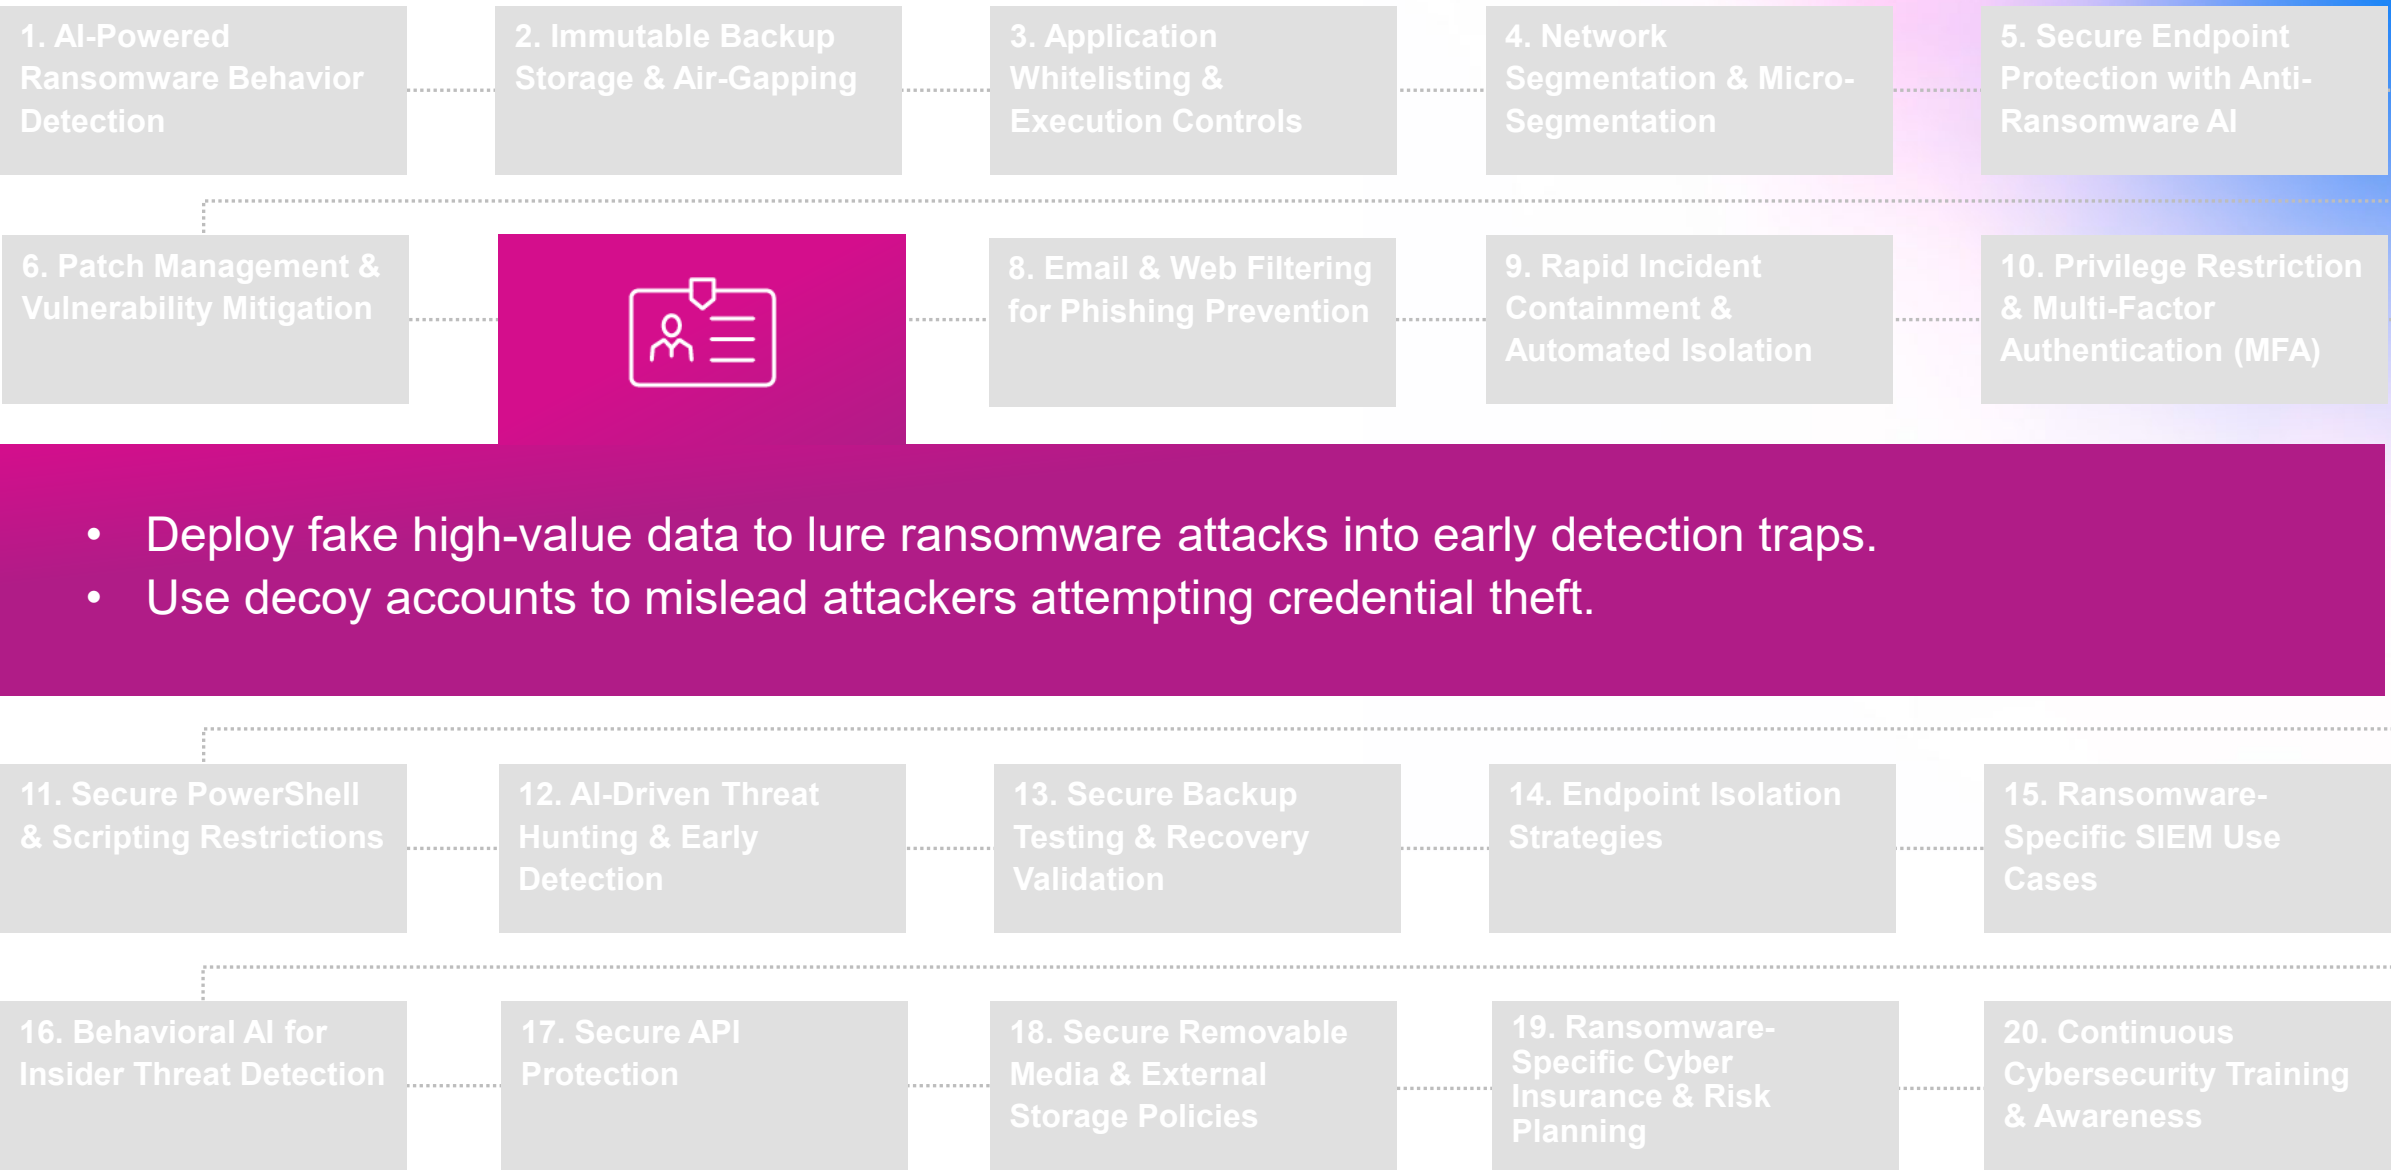 1. AI-Powered
Ransomware Behavior
Detection
2. Immutable Backup
Storage & Air-Gapping
3. Application
Whitelisting &
Execution Controls
4. Network
Segmentation & Micro-
Segmentation
5. Secure Endpoint
Protection with Anti-
Ransomware AI
6. Patch Management &
Vulnerability Mitigation
8. Email & Web Filtering
for Phishing Prevention
9. Rapid Incident
Containment &
Automated Isolation
10. Privilege Restriction
& Multi-Factor
Authentication (MFA)
• Deploy fake high-value data to lure ransomware attacks into early detection traps.
• Use decoy accounts to mislead attackers attempting credential theft.
11. Secure PowerShell
& Scripting Restrictions
12. AI-Driven Threat
Hunting & Early
Detection
13. Secure Backup
Testing & Recovery
Validation
14. Endpoint Isolation
Strategies
15. Ransomware-
Specific SIEM Use
Cases
16. Behavioral AI for
Insider Threat Detection
17. Secure API
Protection
18. Secure Removable
Media & External
Storage Policies
19. Ransomware-
Specific Cyber
Insurance & Risk
Planning
20. Continuous
Cybersecurity Training
& Awareness